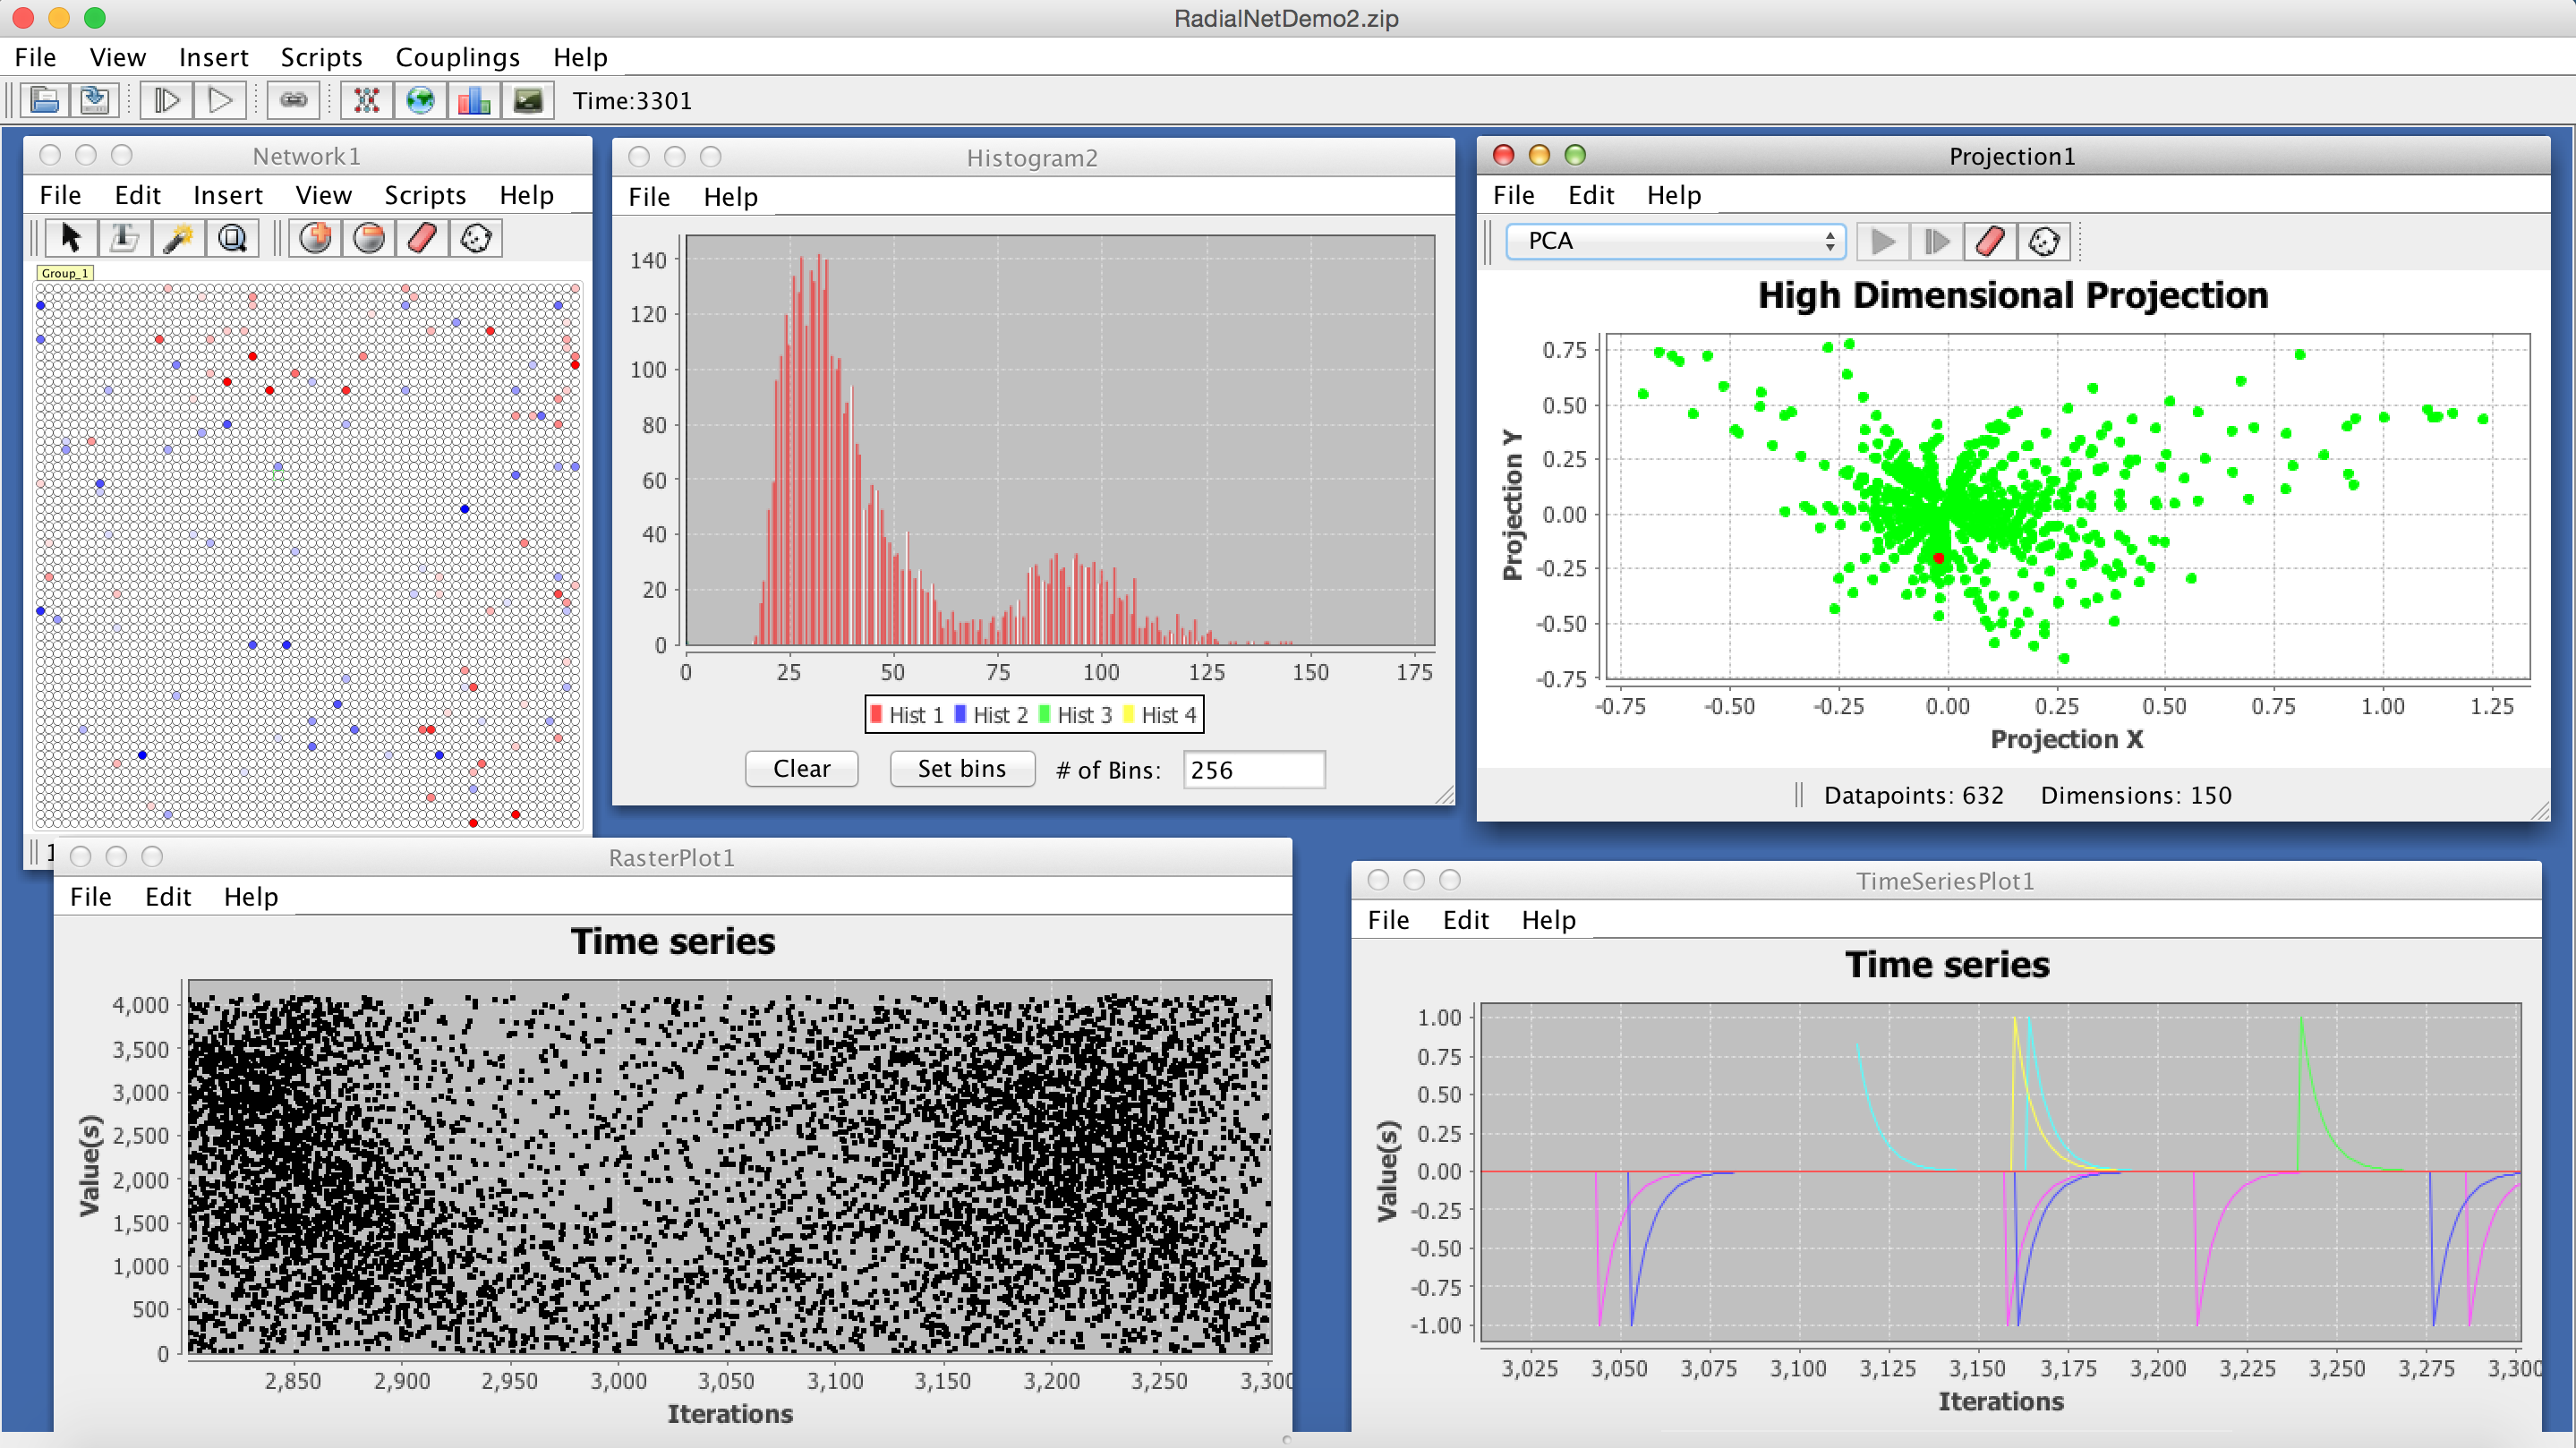 RadialNetDemo2.zip
File View Insert Scripts Couplings Help
Time:3301
Network1
File Edit Insert View Scripts Help
Group_1
Histogram2
File Help
140
120
100
80
60
40
20
0
0 25 50 75 100 125 150 175
Hist 1 Hist 2 Hist 3 Hist 4
Clear Set bins # of Bins: 256
Projection1
File Edit Help
PCA
High Dimensional Projection
Projection Y
0.75
0.50
0.25
0.00
-0.25
-0.50
-0.75
-0.75 -0.50 -0.25 0.00 0.25 0.50 0.75 1.00 1.25
Projection X
Datapoints: 632 Dimensions: 150
RasterPlot1
File Edit Help
Time series
Value(s)
4,000
3,500
3,000
2,500
2,000
1,500
1,000
500
0
2,850 2,900 2,950 3,000 3,050 3,100 3,150 3,200 3,250 3,300
Iterations
TimeSeriesPlot1
File Edit Help
Time series
Value(s)
1.00
0.75
0.50
0.25
0.00
-0.25
-0.50
-0.75
-1.00
3,025 3,050 3,075 3,100 3,125 3,150 3,175 3,200 3,225 3,250 3,275 3,300
Iterations